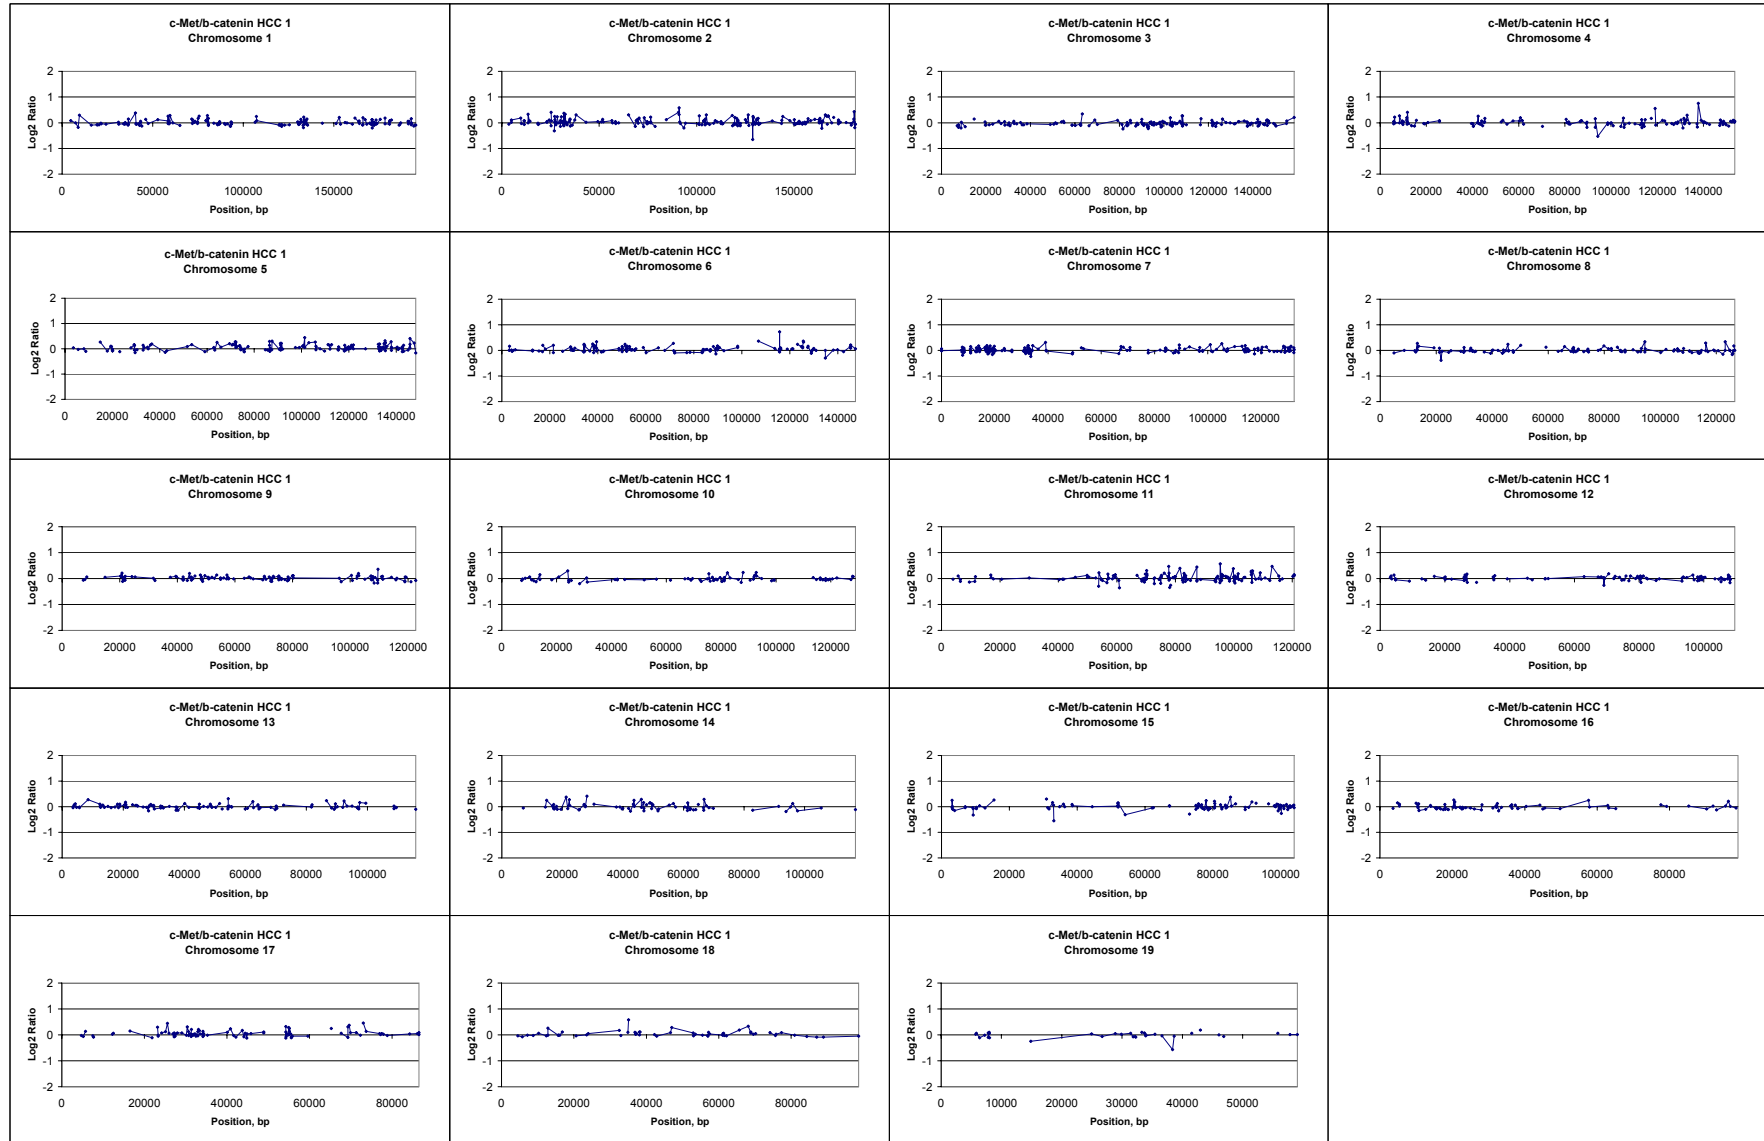 c-Met/b-catenin HCC 1
Chromosome 1
2
1
0
-1
-2
Log2 Ratio
0 50000 100000 150000
Position, bp
c-Met/b-catenin HCC 1
Chromosome 2
2
1
0
-1
-2
Log2 Ratio
0 50000 100000 150000
Position, bp
c-Met/b-catenin HCC 1
Chromosome 3
2
1
0
-1
-2
Log2 Ratio
0 20000 40000 60000 80000 100000 120000 140000
Position, bp
c-Met/b-catenin HCC 1
Chromosome 4
2
1
0
-1
-2
Log2 Ratio
0 20000 40000 60000 80000 100000 120000 140000
Position, bp
c-Met/b-catenin HCC 1
Chromosome 5
2
1
0
-1
-2
Log2 Ratio
0 20000 40000 60000 80000 100000 120000 140000
Position, bp
c-Met/b-catenin HCC 1
Chromosome 6
2
1
0
-1
-2
Log2 Ratio
0 20000 40000 60000 80000 100000 120000 140000
Position, bp
c-Met/b-catenin HCC 1
Chromosome 7
2
1
0
-1
-2
Log2 Ratio
0 20000 40000 60000 80000 100000 120000
Position, bp
c-Met/b-catenin HCC 1
Chromosome 8
2
1
0
-1
-2
Log2 Ratio
0 20000 40000 60000 80000 100000 120000
Position, bp
c-Met/b-catenin HCC 1
Chromosome 9
2
1
0
-1
-2
Log2 Ratio
0 20000 40000 60000 80000 100000 120000
Position, bp
c-Met/b-catenin HCC 1
Chromosome 10
2
1
0
-1
-2
Log2 Ratio
0 20000 40000 60000 80000 100000 120000
Position, bp
c-Met/b-catenin HCC 1
Chromosome 11
2
1
0
-1
-2
Log2 Ratio
0 20000 40000 60000 80000 100000 120000
Position, bp
c-Met/b-catenin HCC 1
Chromosome 12
2
1
0
-1
-2
Log2 Ratio
0 20000 40000 60000 80000 100000
Position, bp
c-Met/b-catenin HCC 1
Chromosome 13
2
1
0
-1
-2
Log2 Ratio
0 20000 40000 60000 80000 100000
Position, bp
c-Met/b-catenin HCC 1
Chromosome 14
2
1
0
-1
-2
Log2 Ratio
0 20000 40000 60000 80000 100000
Position, bp
c-Met/b-catenin HCC 1
Chromosome 15
2
1
0
-1
-2
Log2 Ratio
0 20000 40000 60000 80000 100000
Position, bp
c-Met/b-catenin HCC 1
Chromosome 16
2
1
0
-1
-2
Log2 Ratio
0 20000 40000 60000 80000
Position, bp
c-Met/b-catenin HCC 1
Chromosome 17
2
1
0
-1
-2
Log2 Ratio
0 20000 40000 60000 80000
Position, bp
c-Met/b-catenin HCC 1
Chromosome 18
2
1
0
-1
-2
Log2 Ratio
0 20000 40000 60000 80000
Position, bp
c-Met/b-catenin HCC 1
Chromosome 19
2
1
0
-1
-2
Log2 Ratio
0 10000 20000 30000 40000 50000
Position, bp